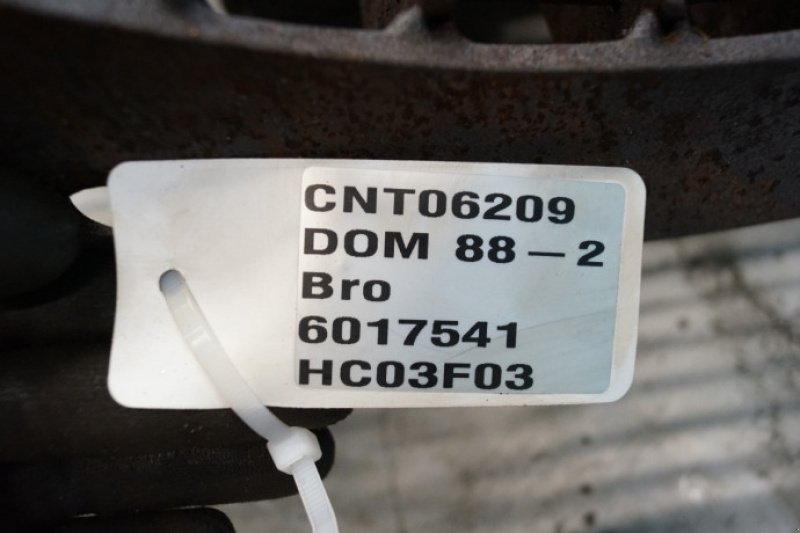 CNT06209
DOM 88-2
Bro
6017541
HC03F03